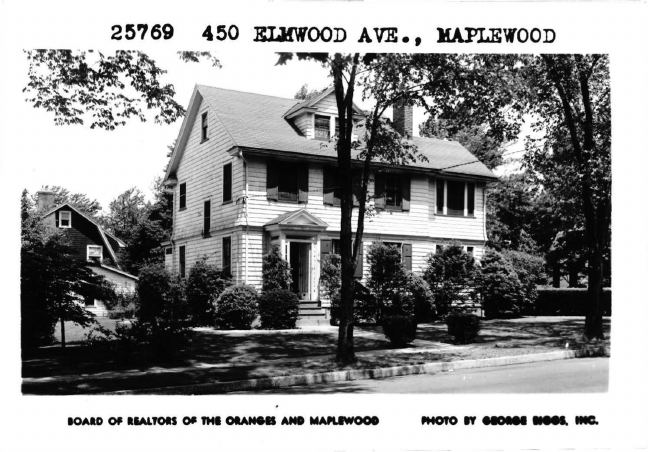 25769 450 ELMWOOD AVE., MAPLEWOOD
BOARD OF REALTORS OF THE ORANGES AND MAPLEWOOD PHOTO BY GEORGE BIGGS, INC.